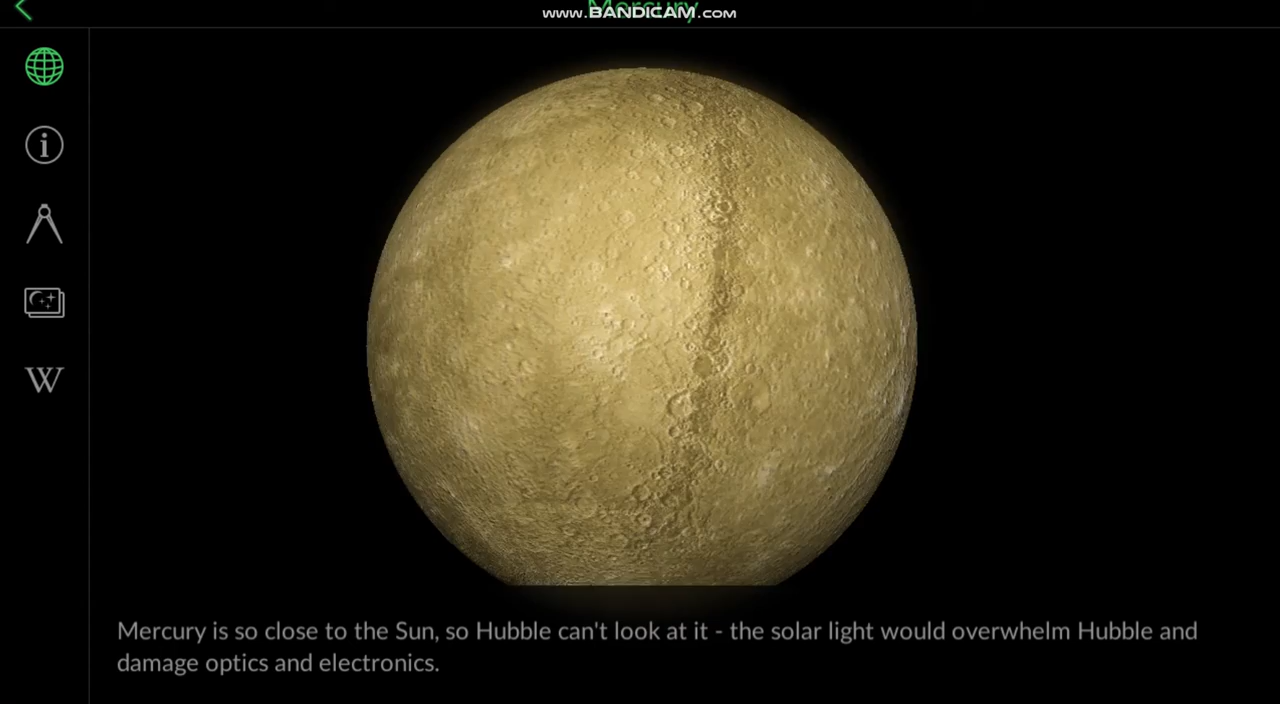 www.BANDICAM.com
Mercury
i
W
Mercury is so close to the Sun, so Hubble can't look at it - the solar light would overwhelm Hubble and
damage optics and electronics.